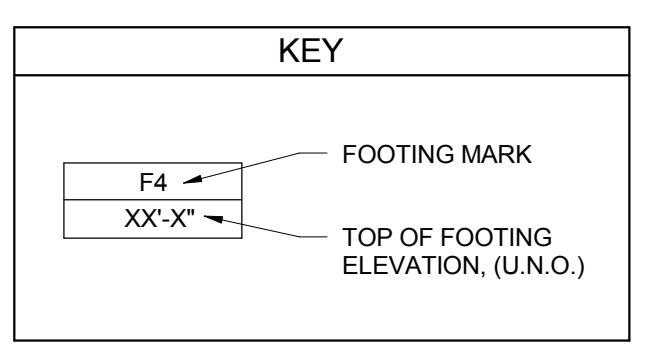 KEY
F4
FOOTING MARK
XX'-X"
TOP OF FOOTING
ELEVATION, (U.N.O.)